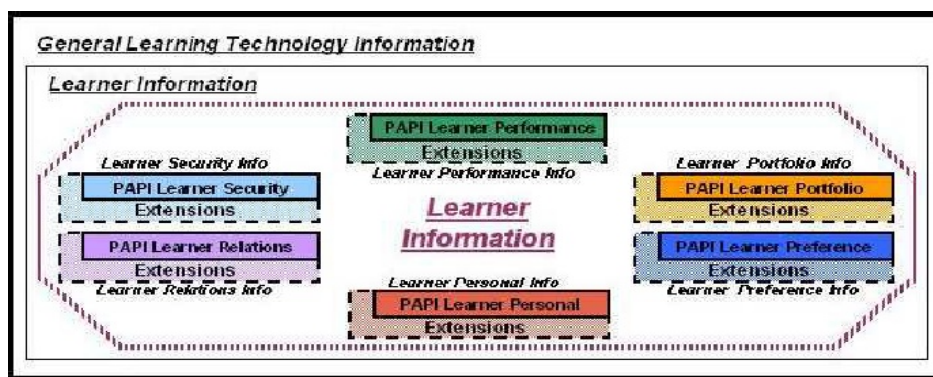 General Learning Technology Information
Learner Information
PAPI Learner Performance
Extensions
Learner Performance Info
Learner Security Info
PAPI Learner Security
Extensions
PAPI Learner Relations
Extensions
Learner Relations Info
Learner
Information
Learner Portfolio Info
PAPI Learner Portfolio
Extensions
PAPI Learner Preference
Extensions
Learner Preference Info
Learner Personal Info
PAPI Learner Personal
Extensions